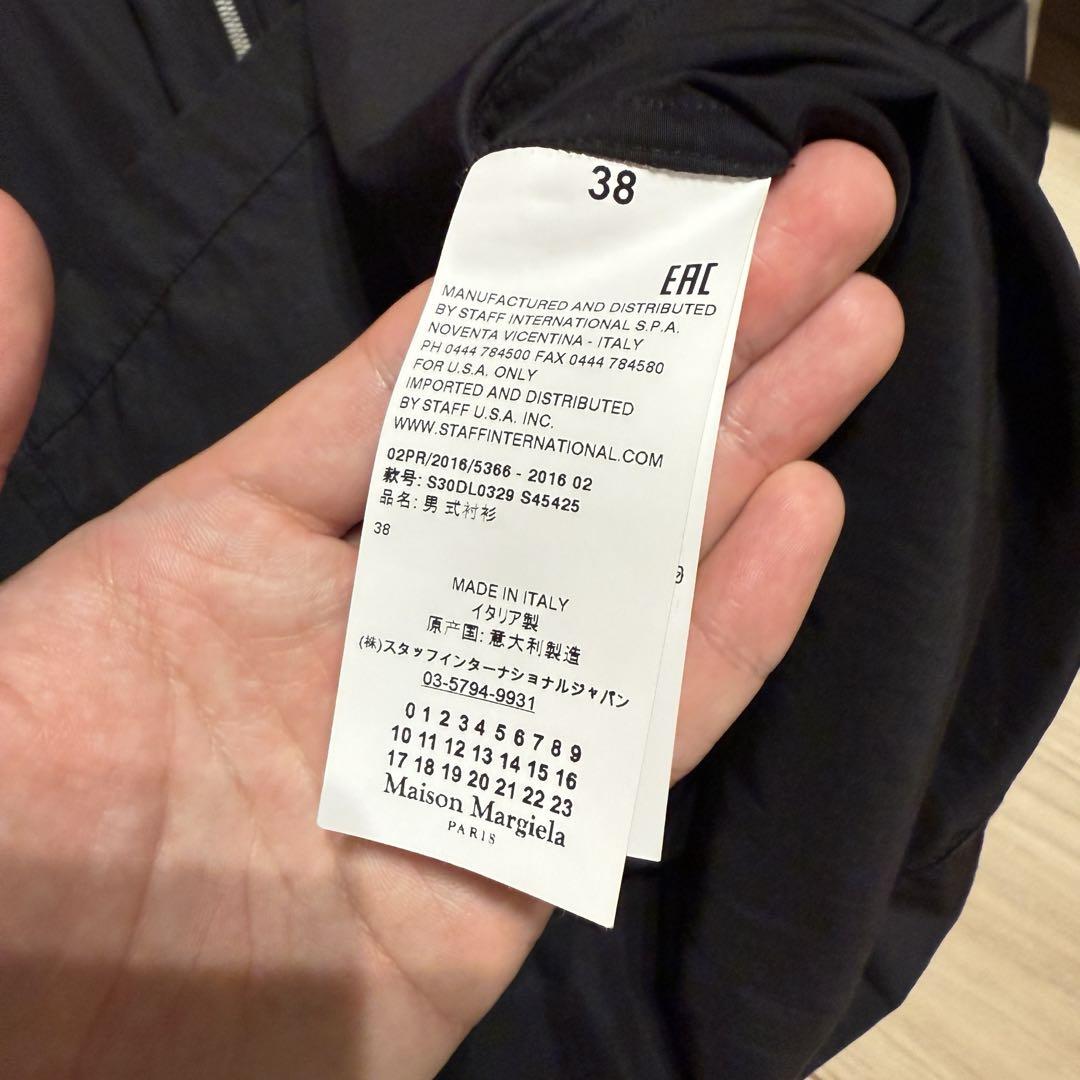 38
EAC
MANUFACTURED AND DISTRIBUTED
BY STAFF INTERNATIONAL S.P.A.
NOVENTA VICENTINA - ITALY
PH 0444 784500 FAX 0444 784580
FOR U.S.A. ONLY
IMPORTED AND DISTRIBUTED
BY STAFF U.S.A. INC.
WWW.STAFFINTERNATIONAL.COM
02PR/2016/5366 - 2016 02
款号: S30DL0329 S45425
品名: 男式衬衫
38
MADE IN ITALY
イタリア製
原产国: 意大利製造
(株)スタッフインターナショナルジャパン
03-5794-9931
0 1 2 3 4 5 6 7 8 9
10 11 12 13 14 15 16
17 18 19 20 21 22 23
Maison Margiela
PARIS